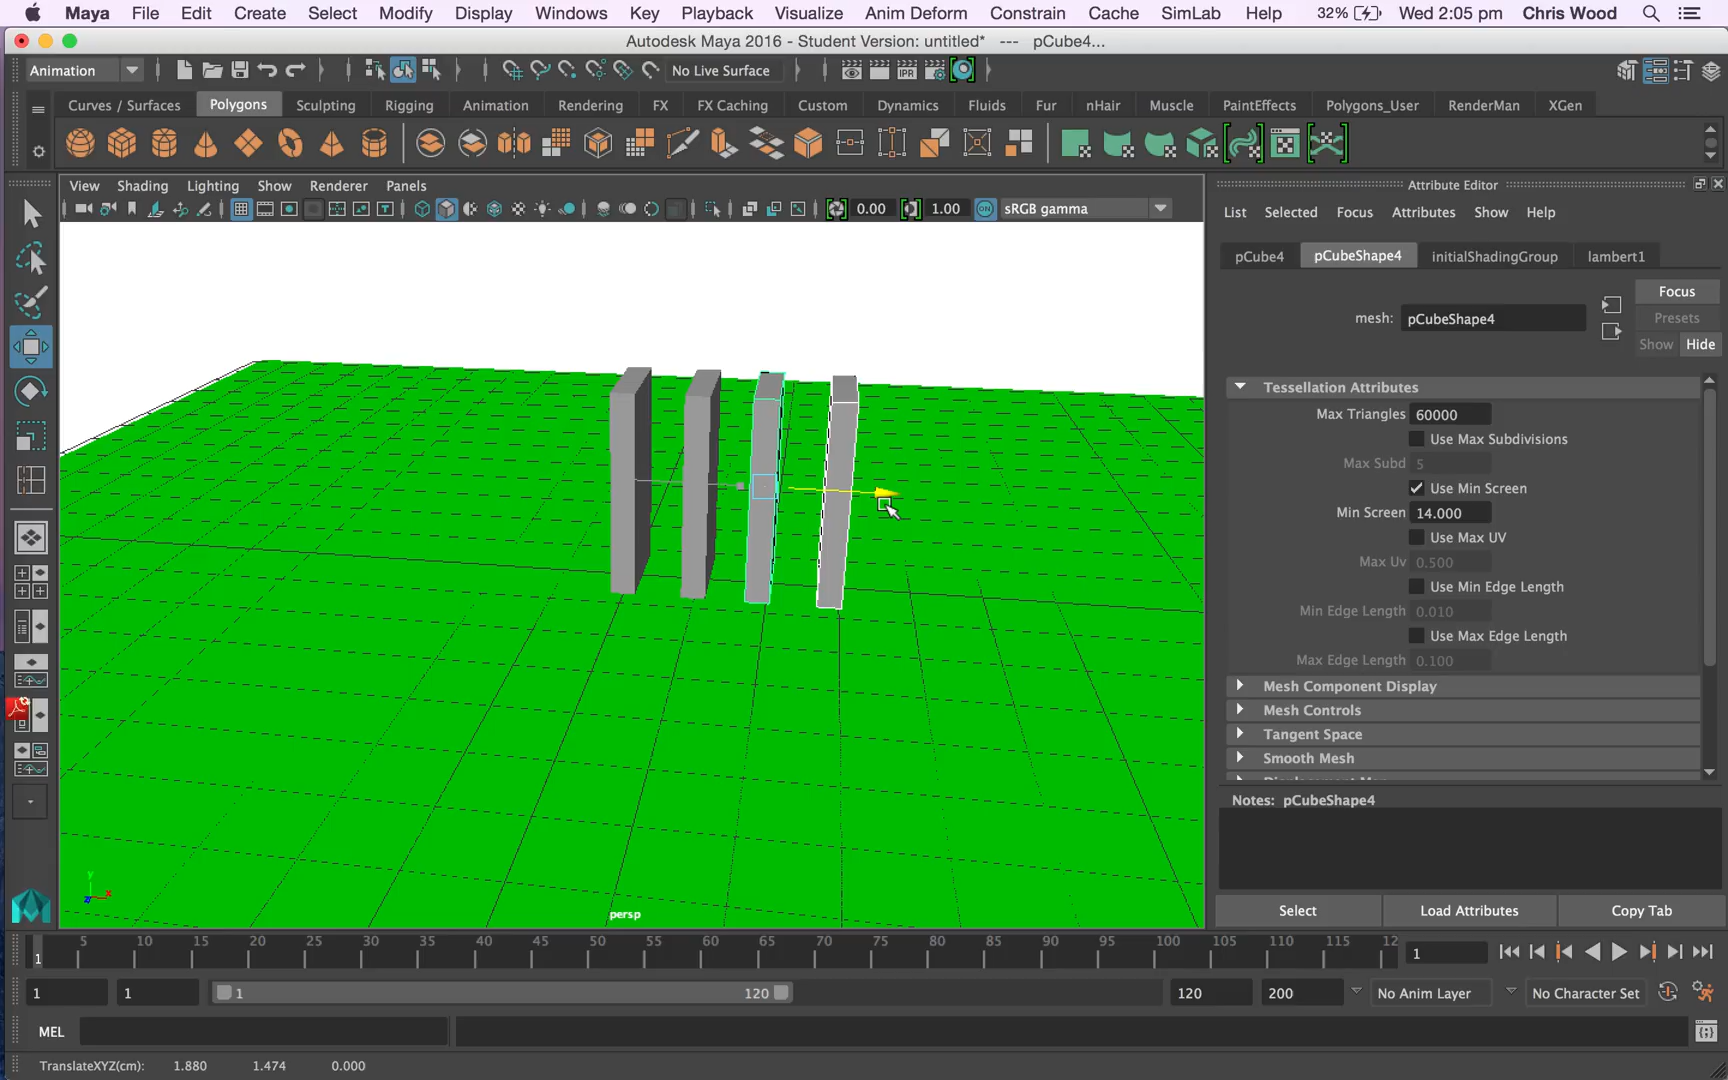 Maya File Edit Create Select Modify Display Windows Key Playback Visualize Anim Deform Constrain Cache SimLab Help 32% Wed 2:05 pm Chris Wood
Autodesk Maya 2016 - Student Version: untitled* --- pCube4...
Animation No Live Surface
Curves / Surfaces Polygons Sculpting Rigging Animation Rendering FX FX Caching Custom Dynamics Fluids Fur nHair Muscle PaintEffects Polygons_User RenderMan XGen
View Shading Lighting Show Renderer Panels
0.00 1.00 ON sRGB gamma
Attribute Editor
List Selected Focus Attributes Show Help
pCube4 pCubeShape4 initialShadingGroup lambert1
Focus
mesh: pCubeShape4
Presets
Show Hide
Tessellation Attributes
Max Triangles 60000
Use Max Subdivisions
Max Subd 5
Use Min Screen
Min Screen 14.000
Use Max UV
Max Uv 0.500
Use Min Edge Length
Min Edge Length 0.010
Use Max Edge Length
Max Edge Length 0.100
Mesh Component Display
Mesh Controls
Tangent Space
Smooth Mesh
Notes: pCubeShape4
Select Load Attributes Copy Tab
y x z
persp
5 10 15 20 25 30 35 40 45 50 55 60 65 70 75 80 85 90 95 100 105 110 115 12
1 1
1 1 1 120 120 200 No Anim Layer No Character Set
MEL
TranslateXYZ(cm): 1.880 1.474 0.000